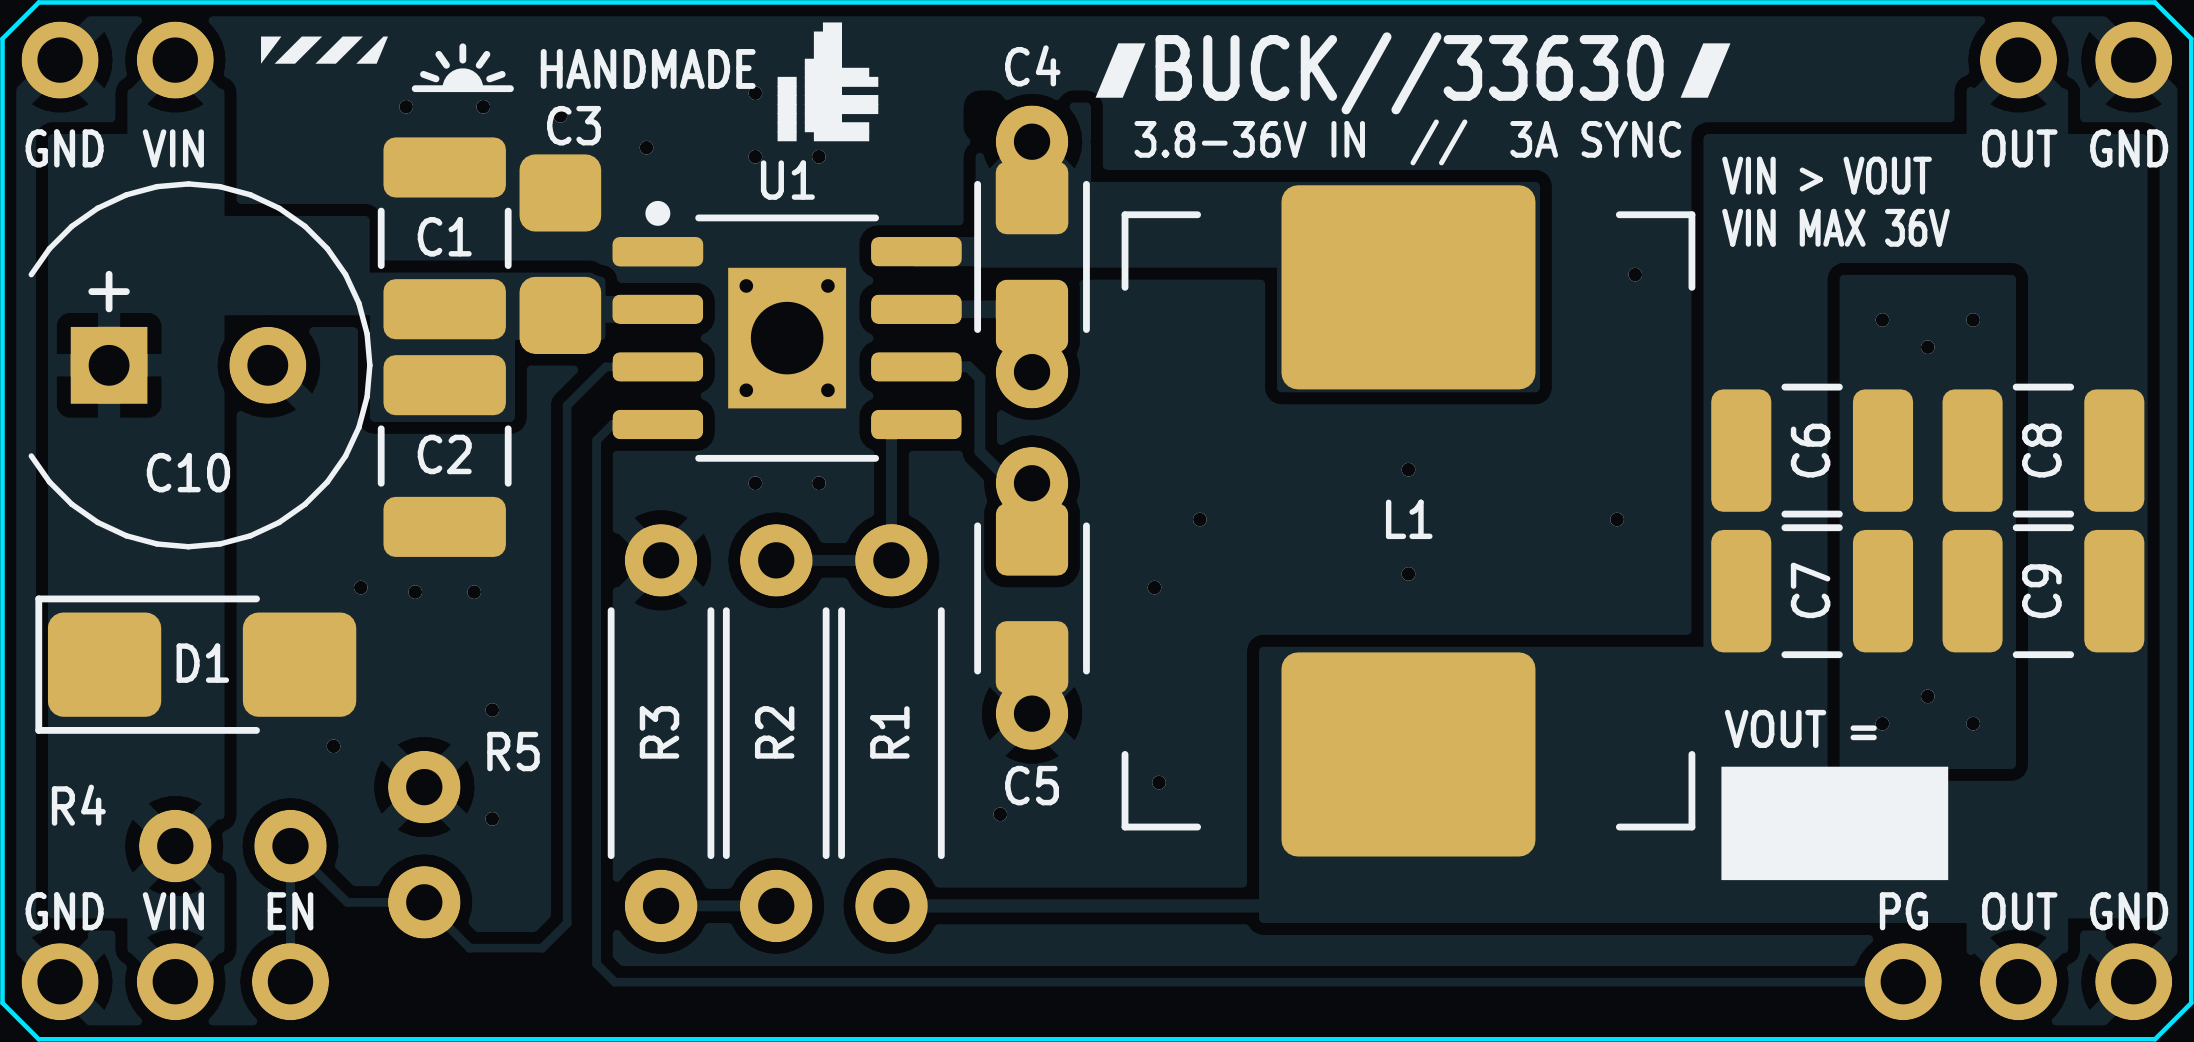 HANDMADE
BUCK//33630
3.8-36V IN // 3A SYNC
C4
C3
GND
VIN
U1
OUT
GND
VIN > VOUT
VIN MAX 36V
C1
+
C10
C2
C6
C8
L1
C7
C9
D1
R5
R3
R2
R1
VOUT =
C5
R4
GND
VIN
EN
PG
OUT
GND